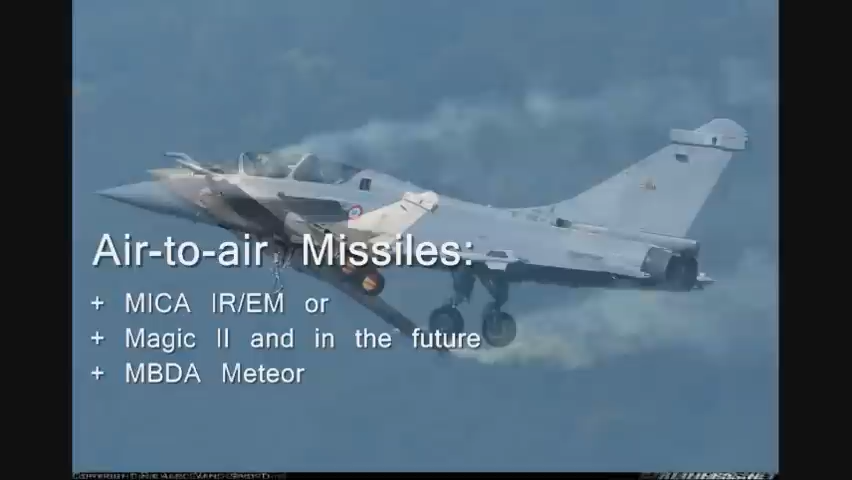 Air-to-air Missiles:
+ MICA IR/EM or
+ Magic II and in the future
+ MBDA Meteor